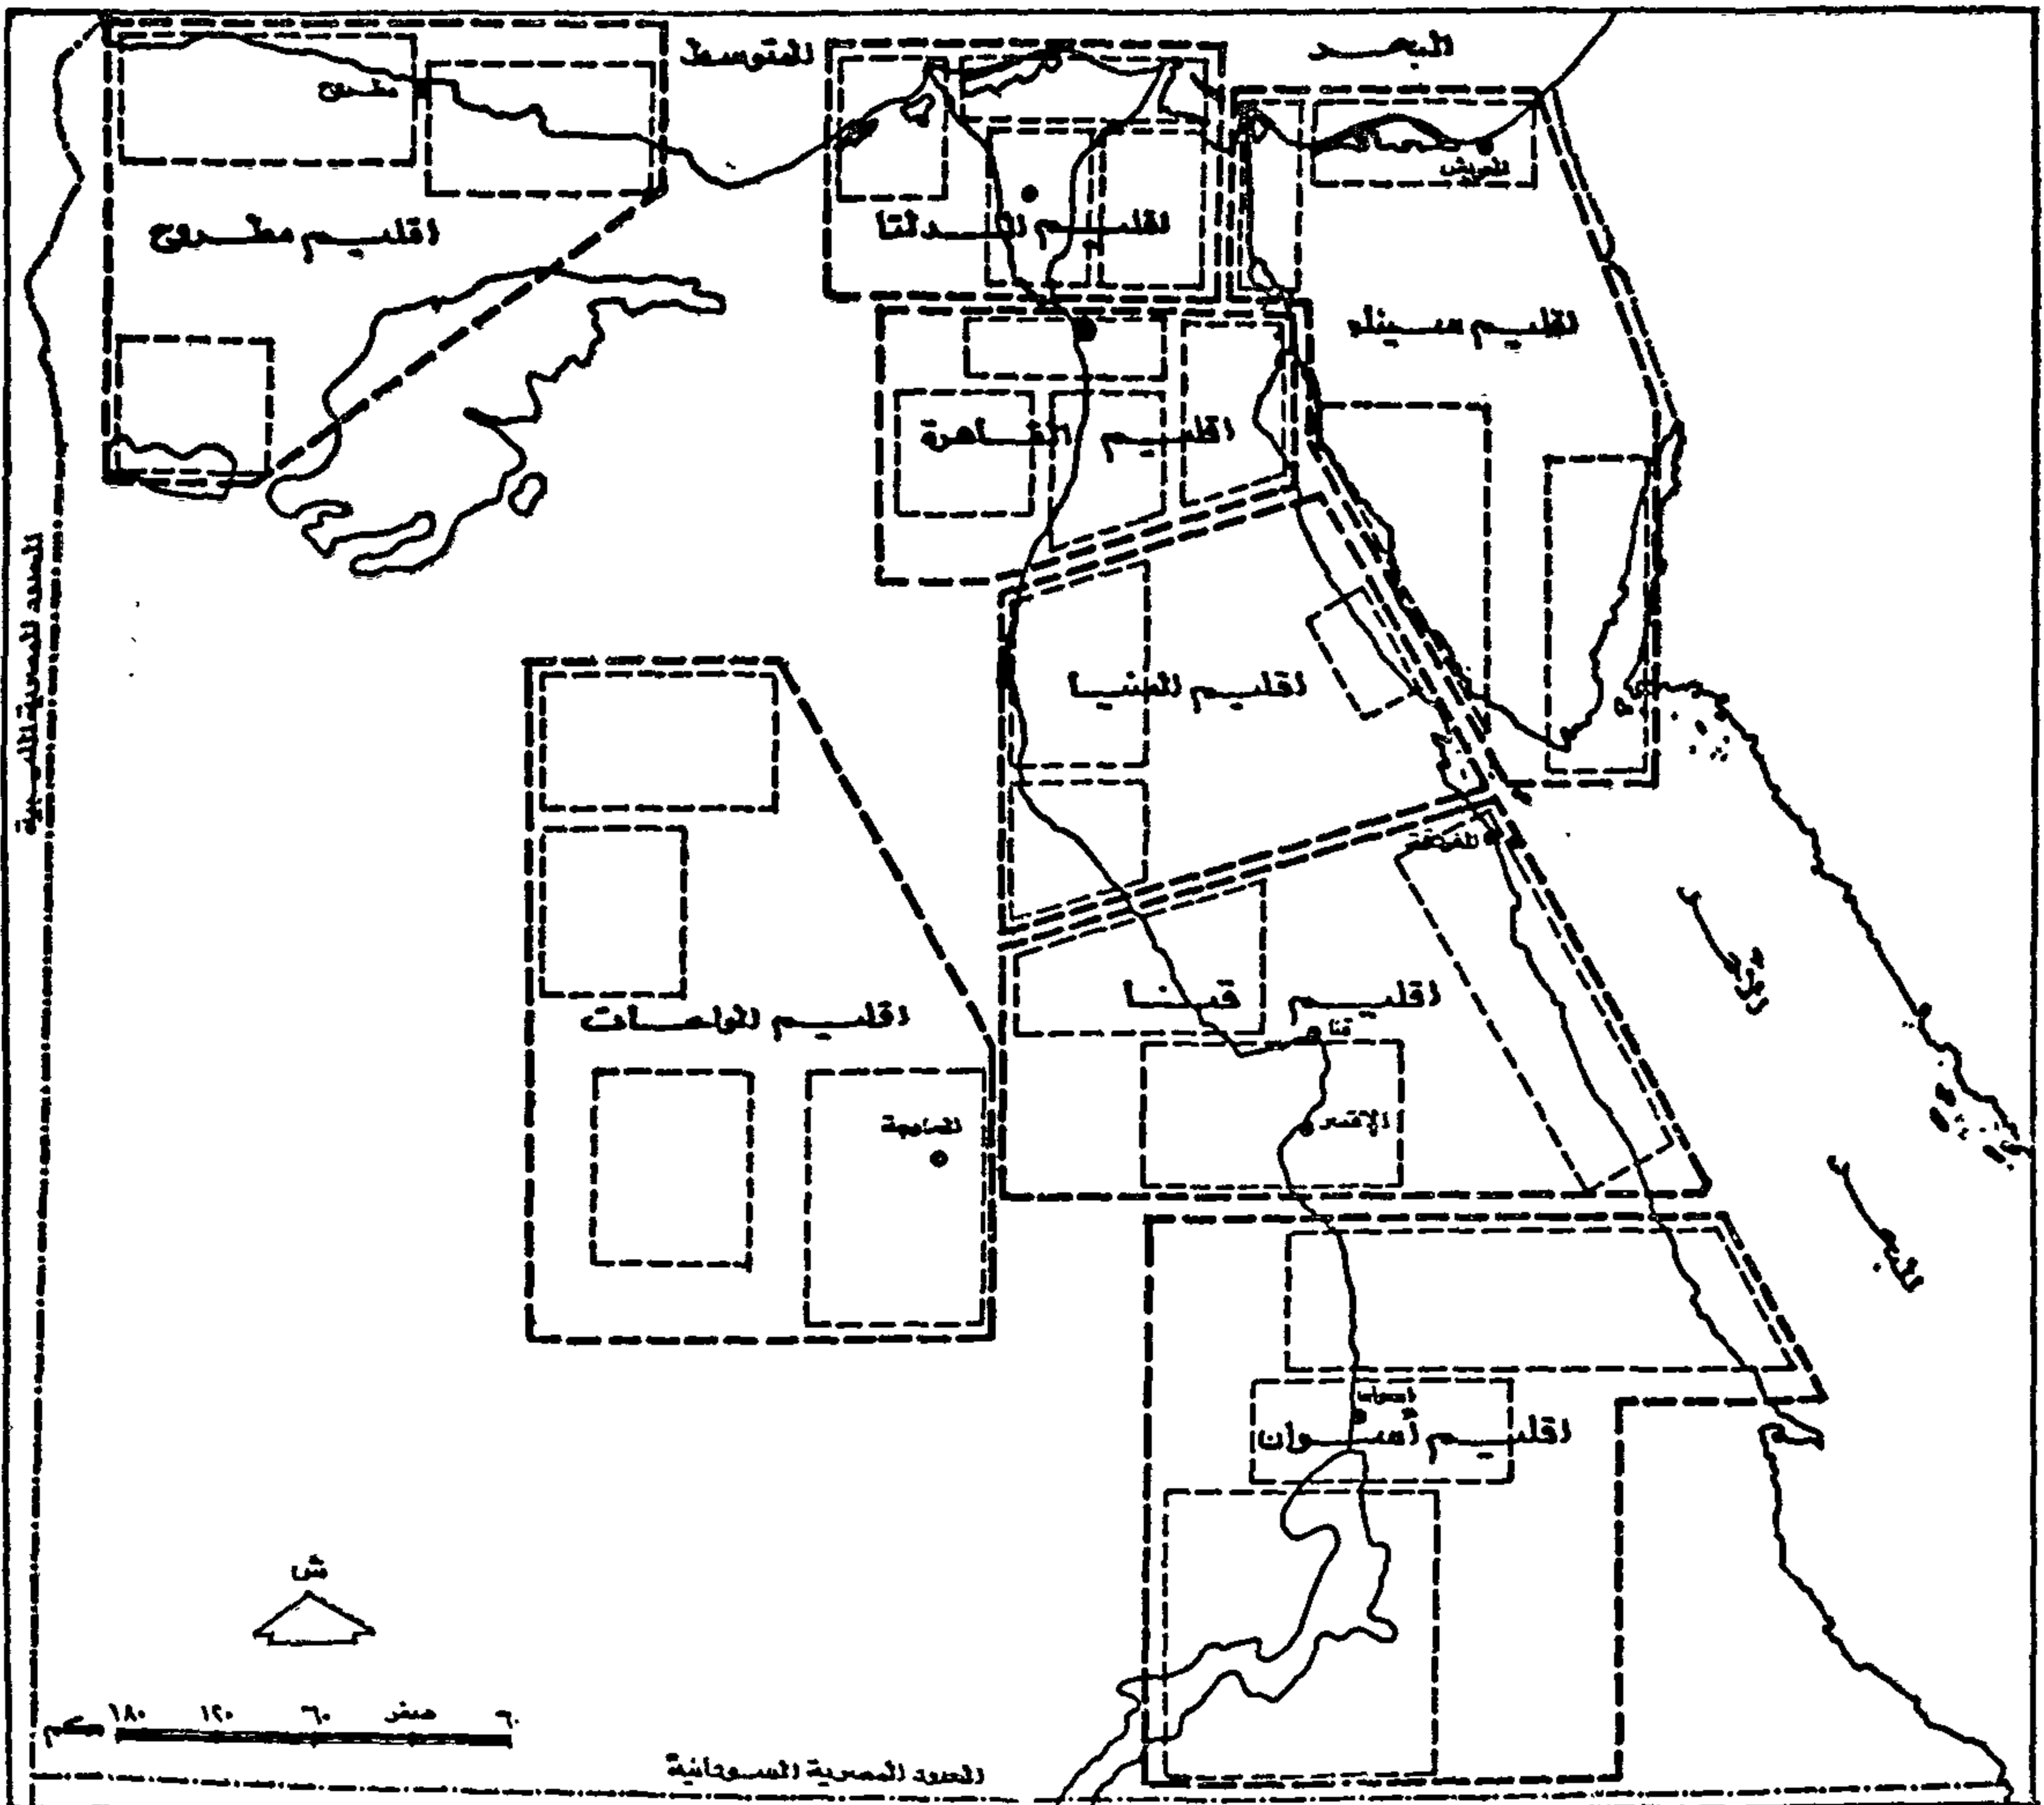 البحر
المتوسط
مطروح
العريش
اقليم مطروح
اقليم الدلتا
اقليم سيناء
اقليم القاهرة
الحدود المصرية الليبية
اقليم المنيا
الغردقة
اقليم الواحات
اقليم قنا
قنا
الأحمر
الخارجة
الاقصر
البحر
أسوان
اقليم أسوان
ش
كم ١٨٠ ١٢٠ ٦٠ صفر ٦٠
الحدود المصرية السودانية